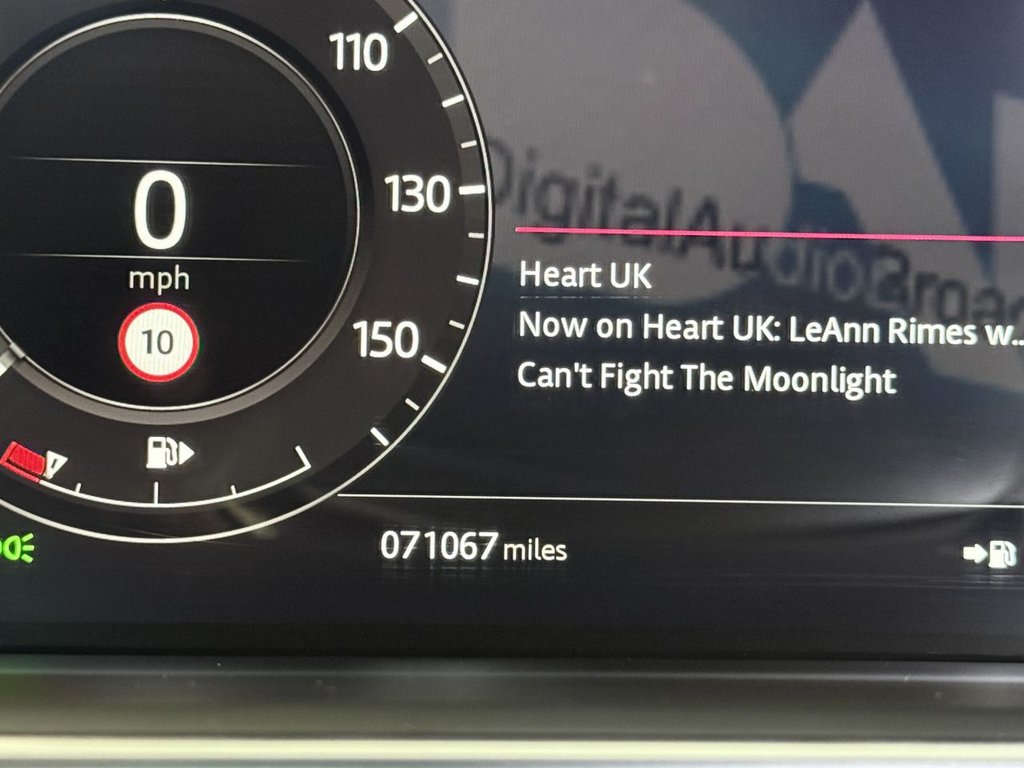 110
130
150
0
mph
10
DigitalAudioBroad
Heart UK
Now on Heart UK: LeAnn Rimes w...
Can't Fight The Moonlight
071067 miles